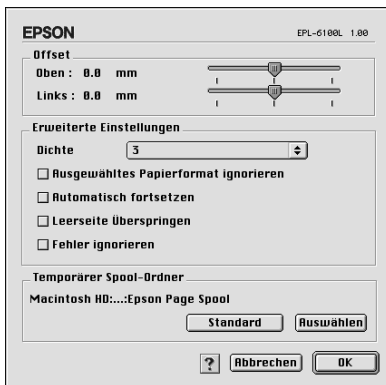 EPSON EPL-6100L 1.00
Offset
Oben : 0.0 mm
Links : 0.0 mm
Erweiterte Einstellungen
Dichte 3
Ausgewähltes Papierformat ignorieren
Automatisch fortsetzen
Leerseite Überspringen
Fehler ignorieren
Temporärer Spool-Ordner
Macintosh HD:...:Epson Page Spool
Standard Auswählen
? Abbrechen OK